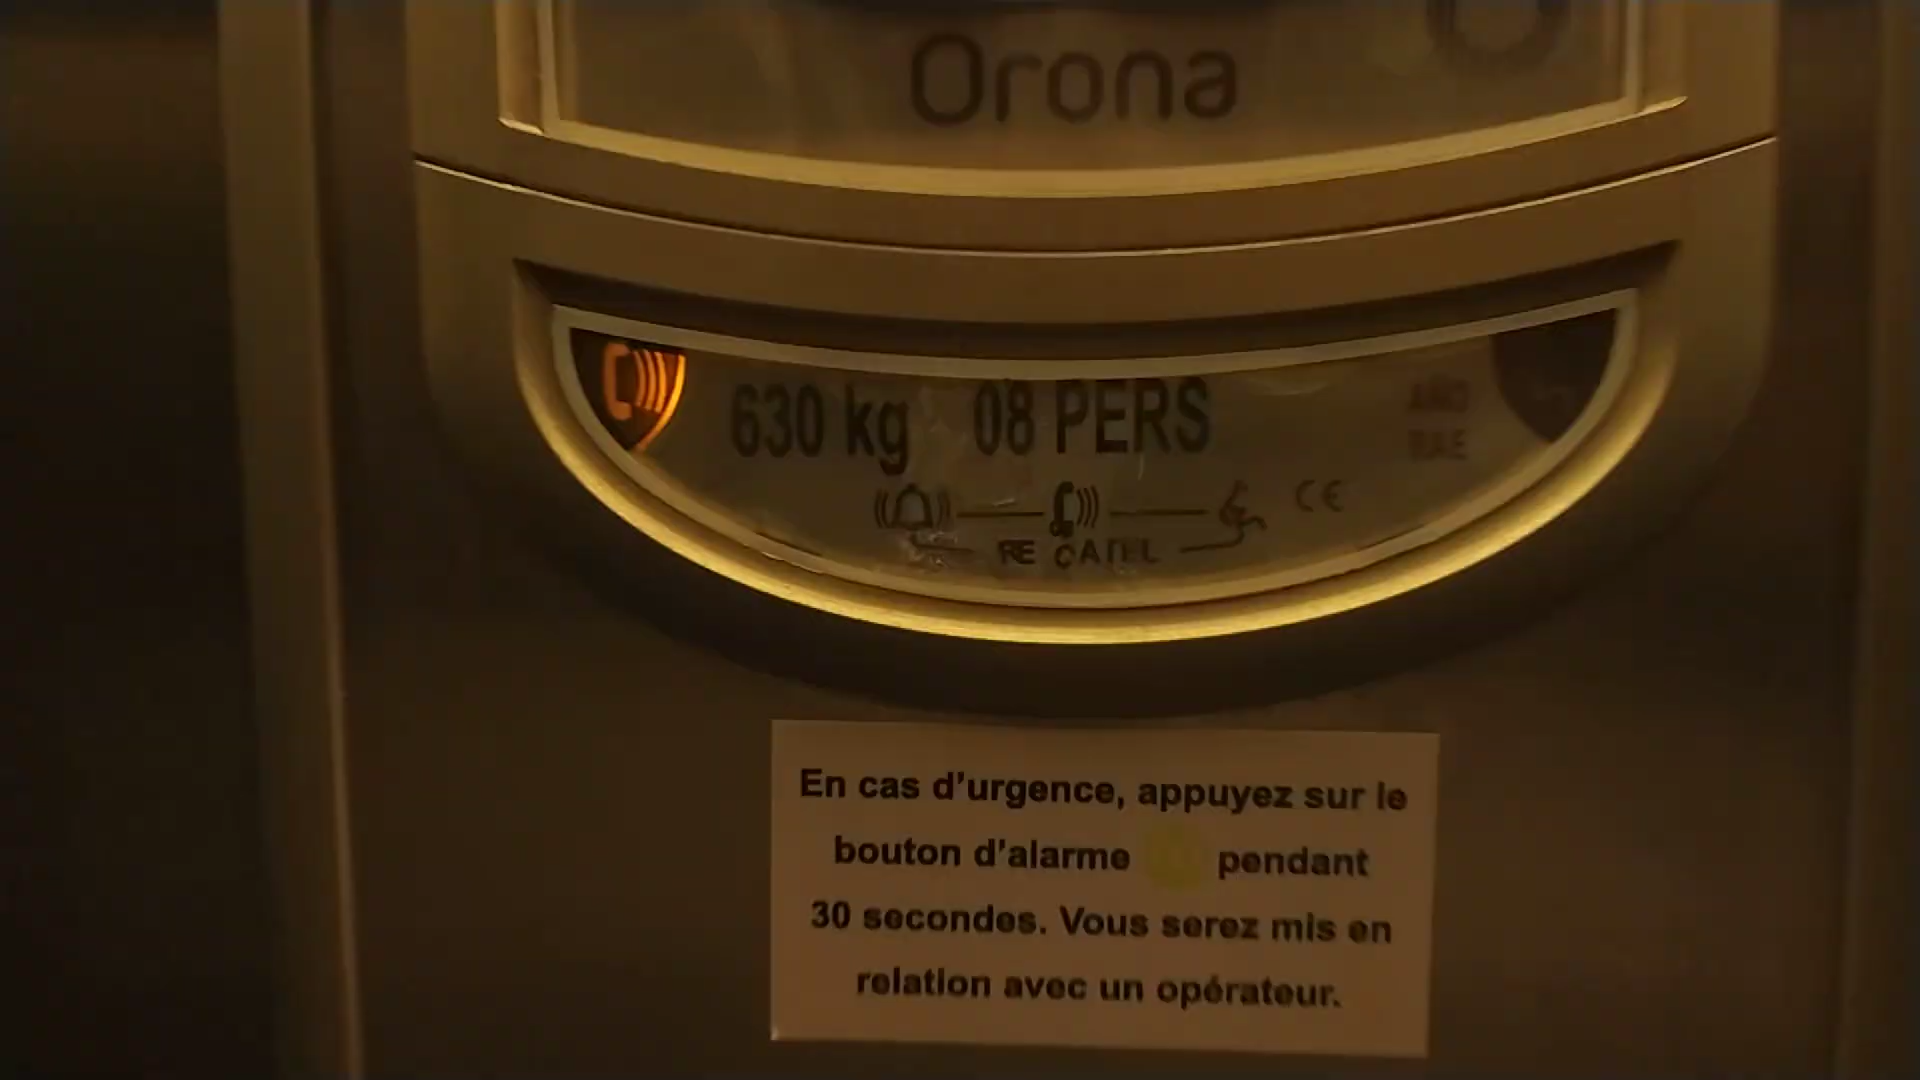 Orona
630 kg 08 PERS
CE
En cas d'urgence, appuyez sur le
bouton d'alarme pendant
30 secondes. Vous serez mis en
relation avec un opérateur.